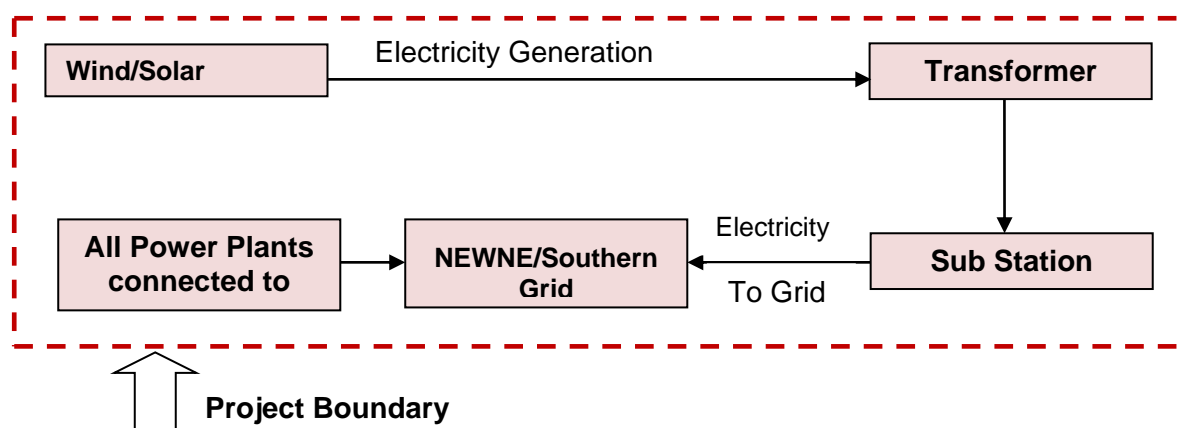 Wind/Solar
Electricity Generation
Transformer
All Power Plants
connected to
NEWNE/Southern
Grid
Electricity
To Grid
Sub Station
Project Boundary